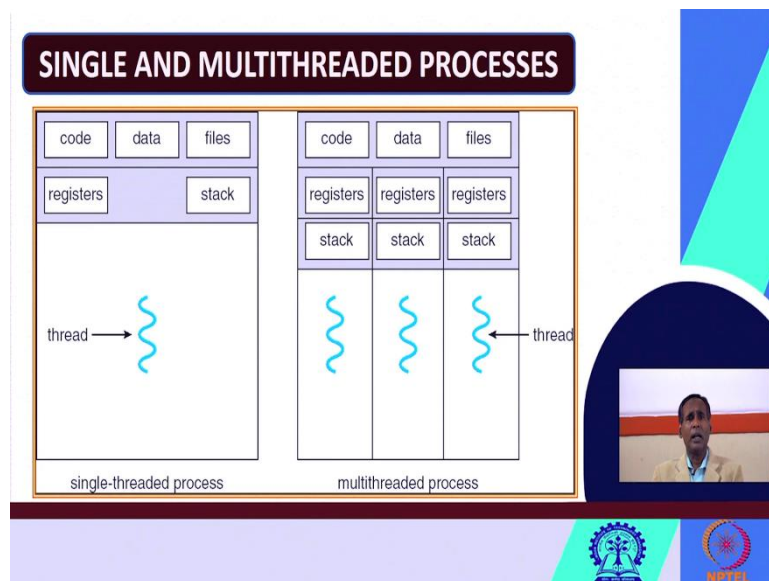 SINGLE AND MULTITHREADED PROCESSES
code data files
registers stack
thread
single-threaded process
code data files
registers registers registers
stack stack stack
thread
multithreaded process
NPTEL